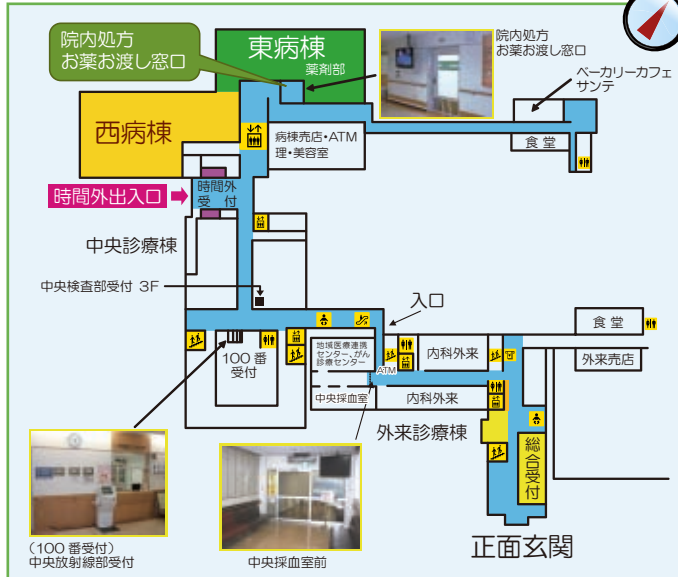 院内処方
お薬お渡し窓口
東病棟
薬剤部
院内処方
お薬お渡し窓口
ベーカリーカフェ
サンテ
西病棟
病棟売店・ATM
理・美容室
食堂
時間外出入口
時間外
受付
中央診療棟
中央検査部受付 3F
入口
食堂
100番
受付
地域医療連携
センター、がん
診療センター
ATM
内科外来
外来売店
中央採血室
内科外来
外来診療棟
総合受付
正面玄関
(100番受付)
中央放射線部受付
中央採血室前